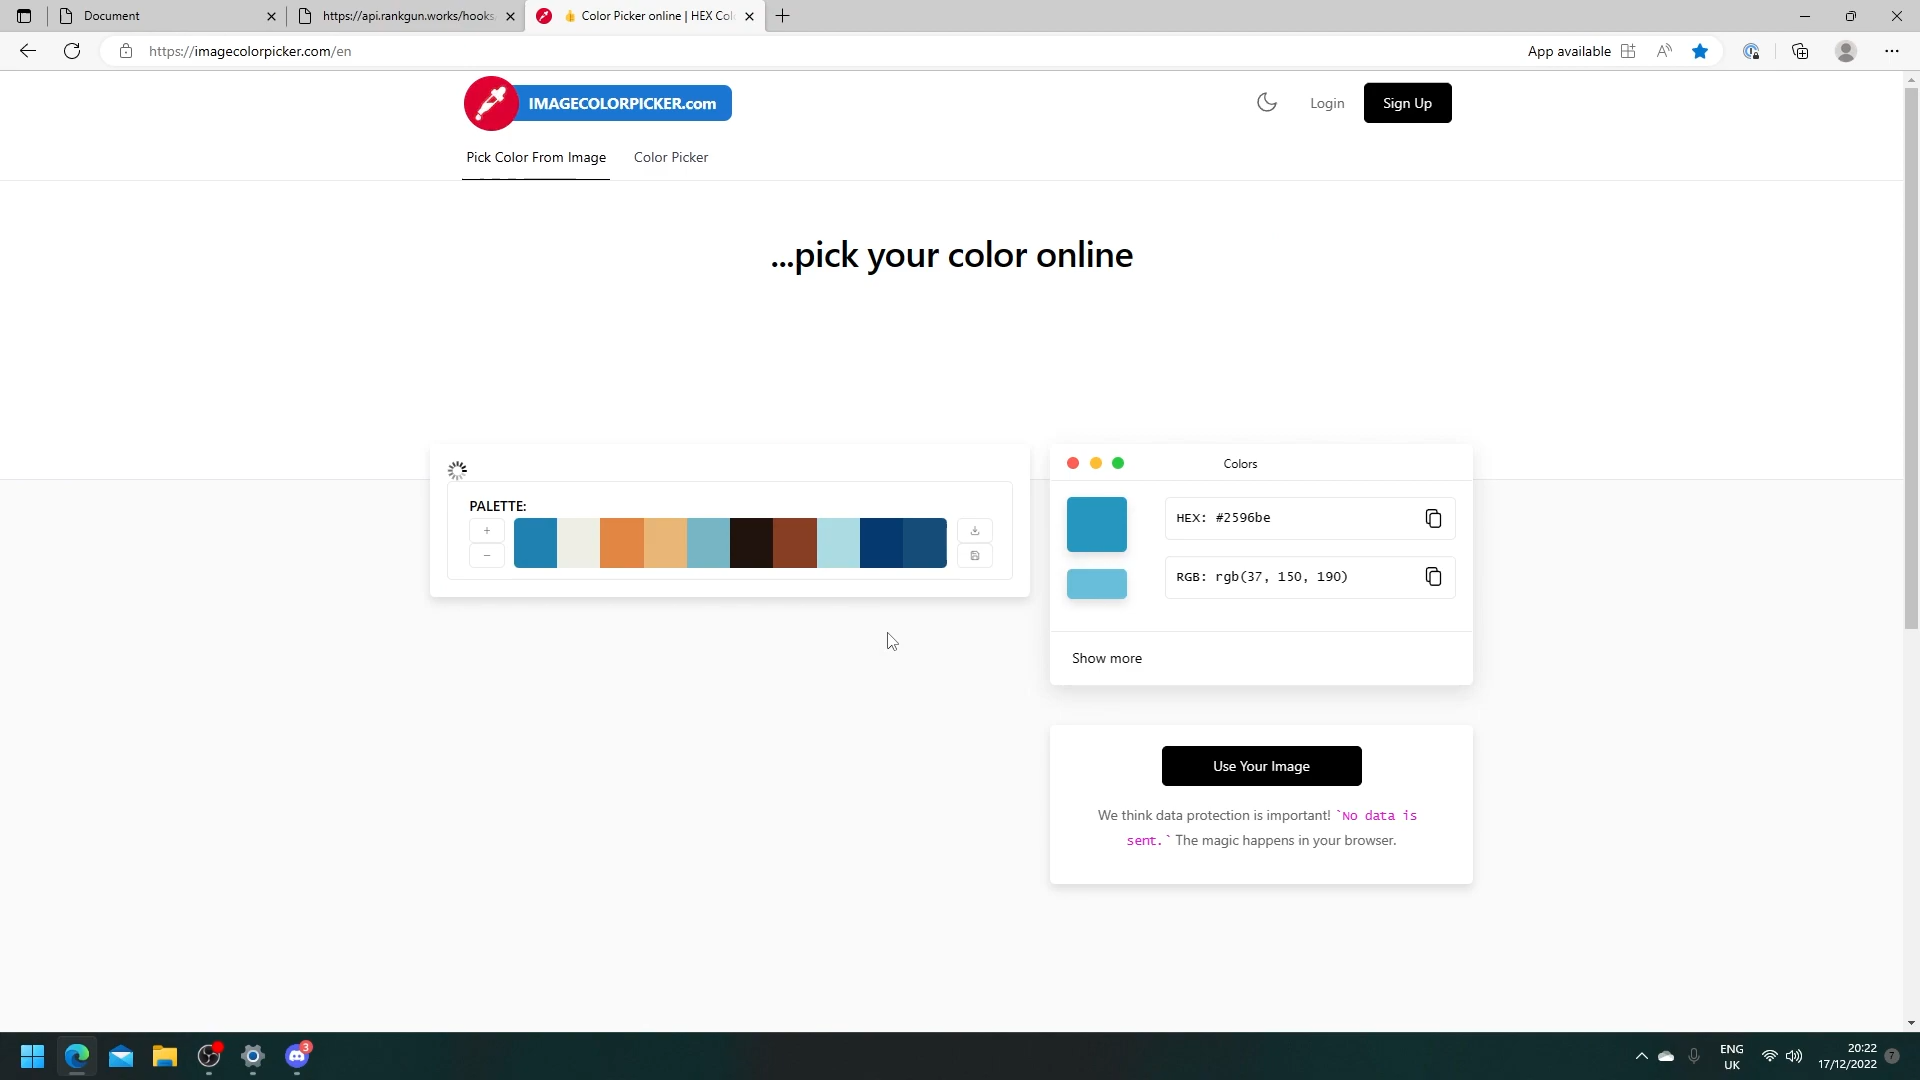 Document
https://api.rankgun.works/hooks
👍 Color Picker online | HEX Col
https://imagecolorpicker.com/en
App available
IMAGECOLORPICKER.com
Login
Sign Up
Pick Color From Image
Color Picker
...pick your color online
Colors
PALETTE:
+
−
HEX: #2596be
RGB: rgb(37, 150, 190)
Show more
Use Your Image
We think data protection is important! `No data is
sent.` The magic happens in your browser.
3
ENG
UK
20:22
17/12/2022
7